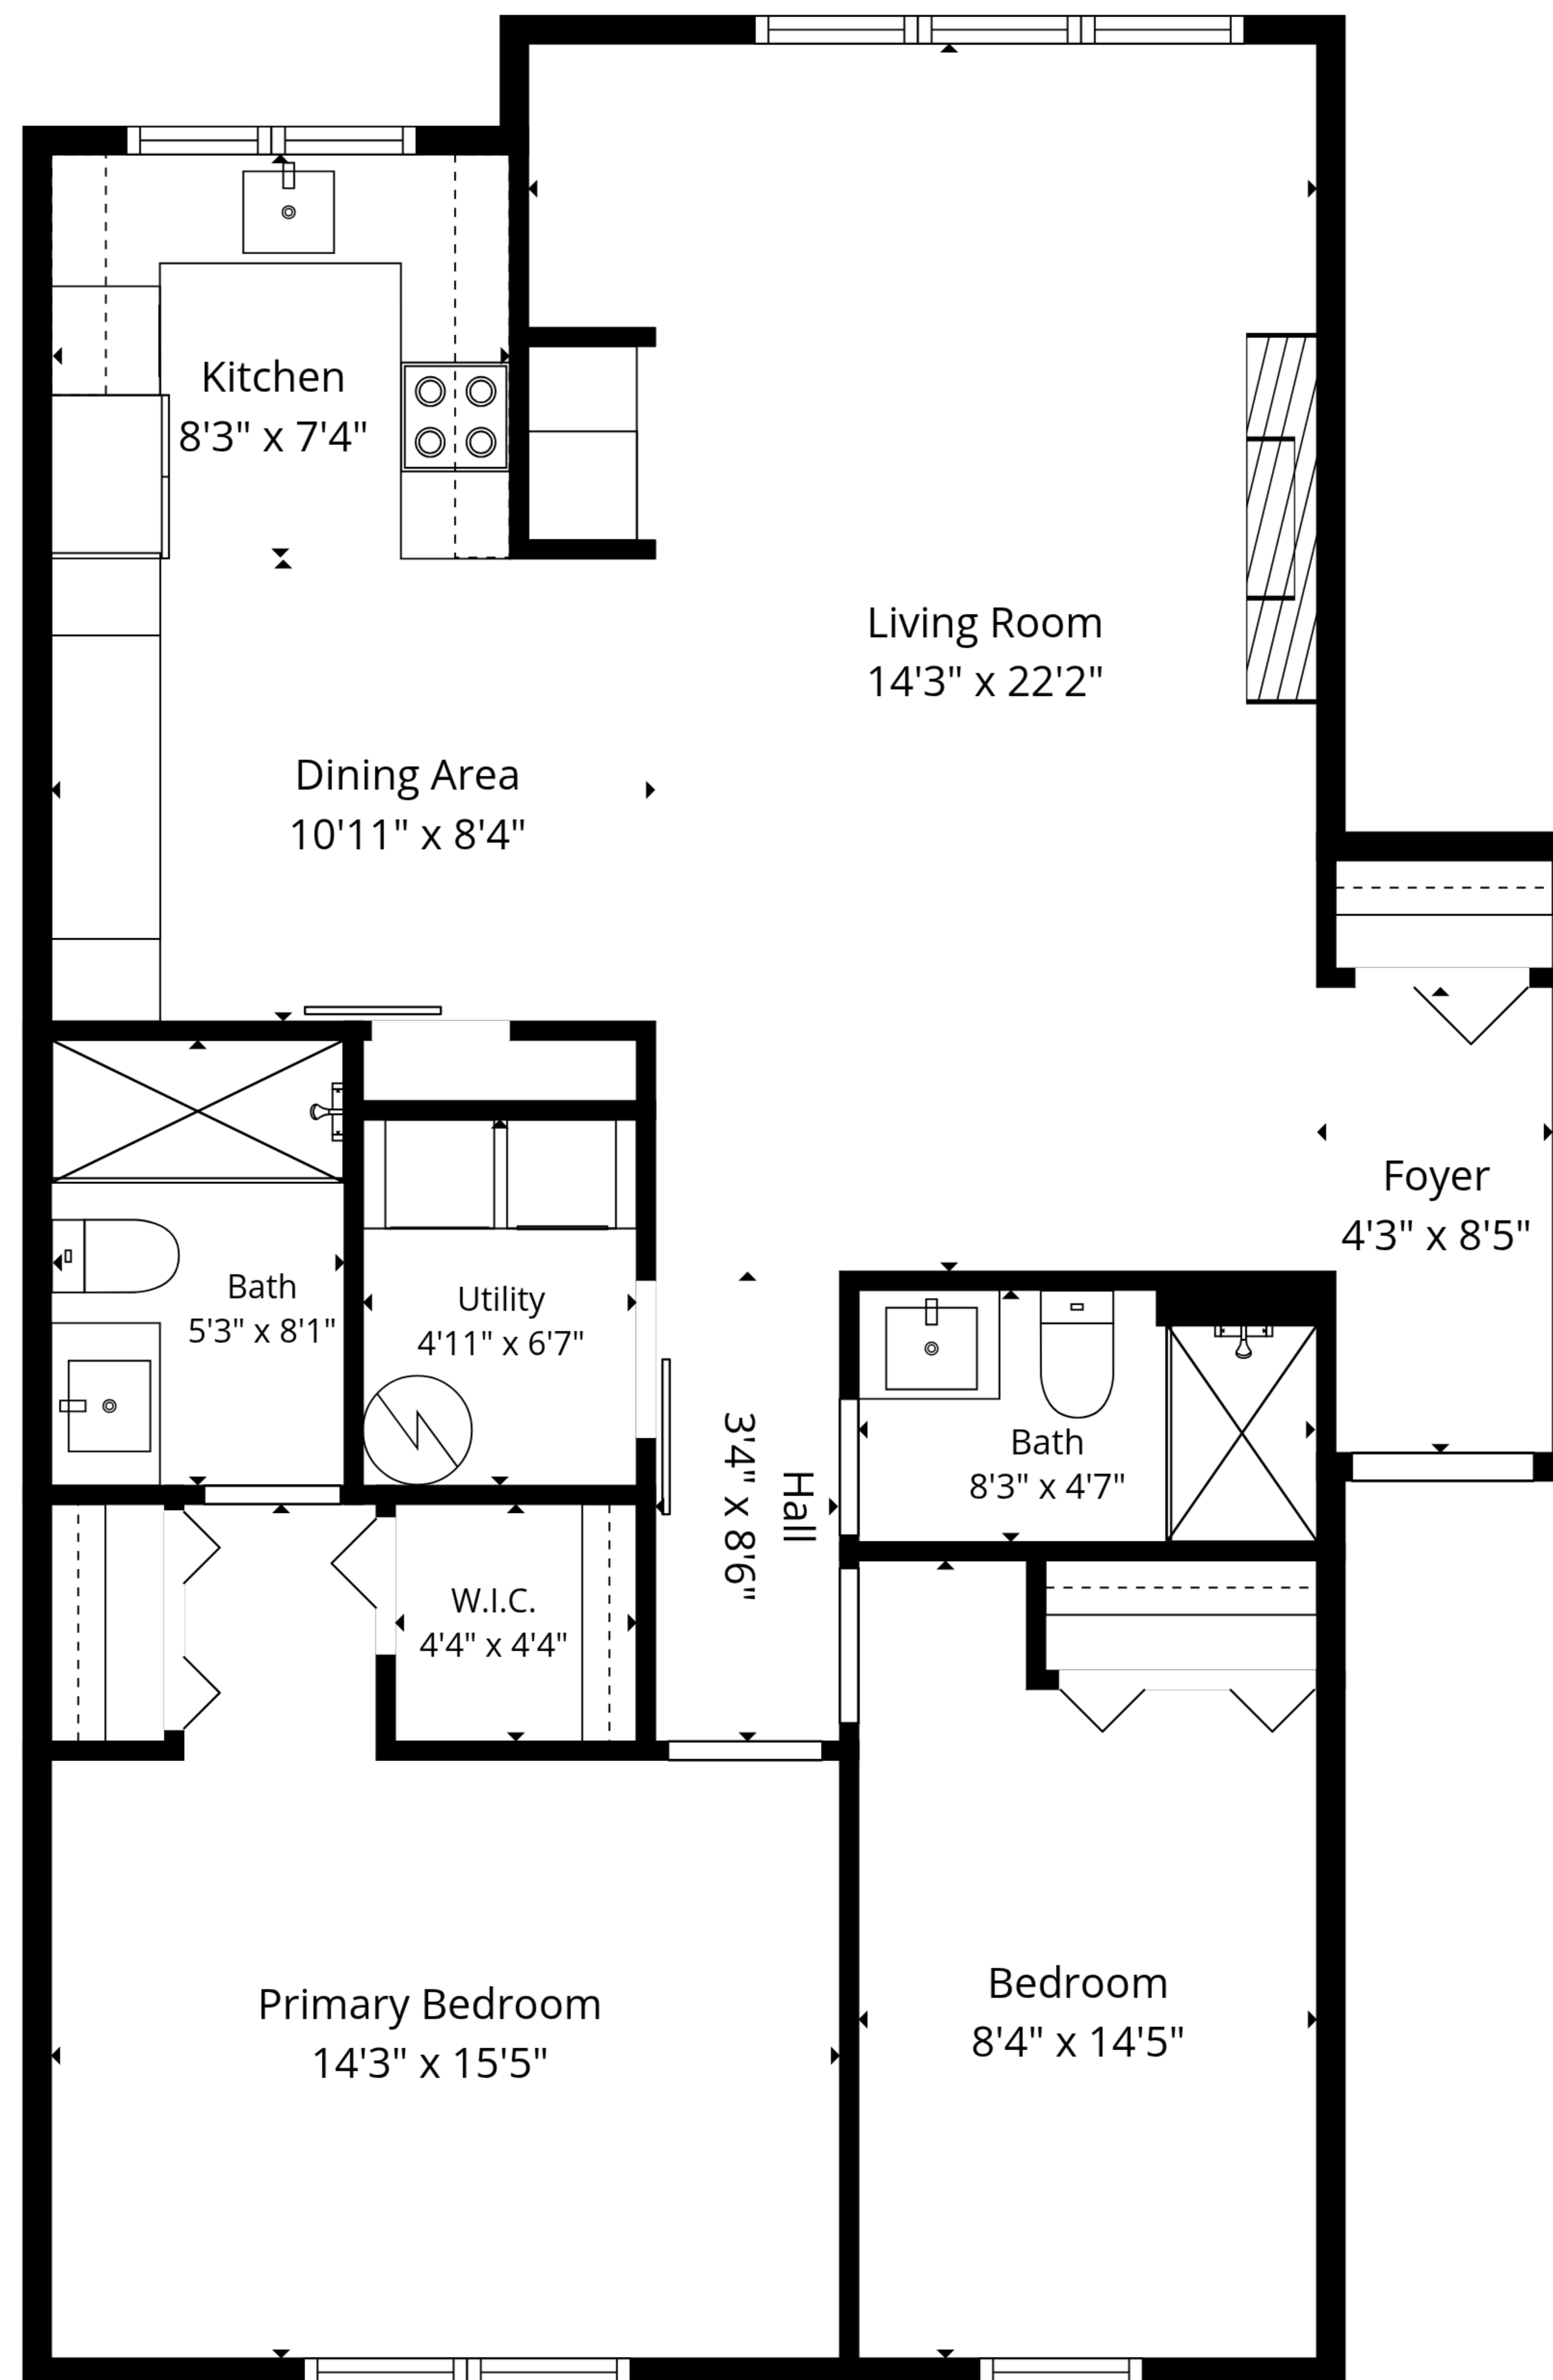 Kitchen
8'3" x 7'4"
Living Room
14'3" x 22'2"
Dining Area
10'11" x 8'4"
Foyer
4'3" x 8'5"
Bath
5'3" x 8'1"
Utility
4'11" x 6'7"
Hall
3'4" x 8'6"
Bath
8'3" x 4'7"
W.I.C.
4'4" x 4'4"
Primary Bedroom
14'3" x 15'5"
Bedroom
8'4" x 14'5"